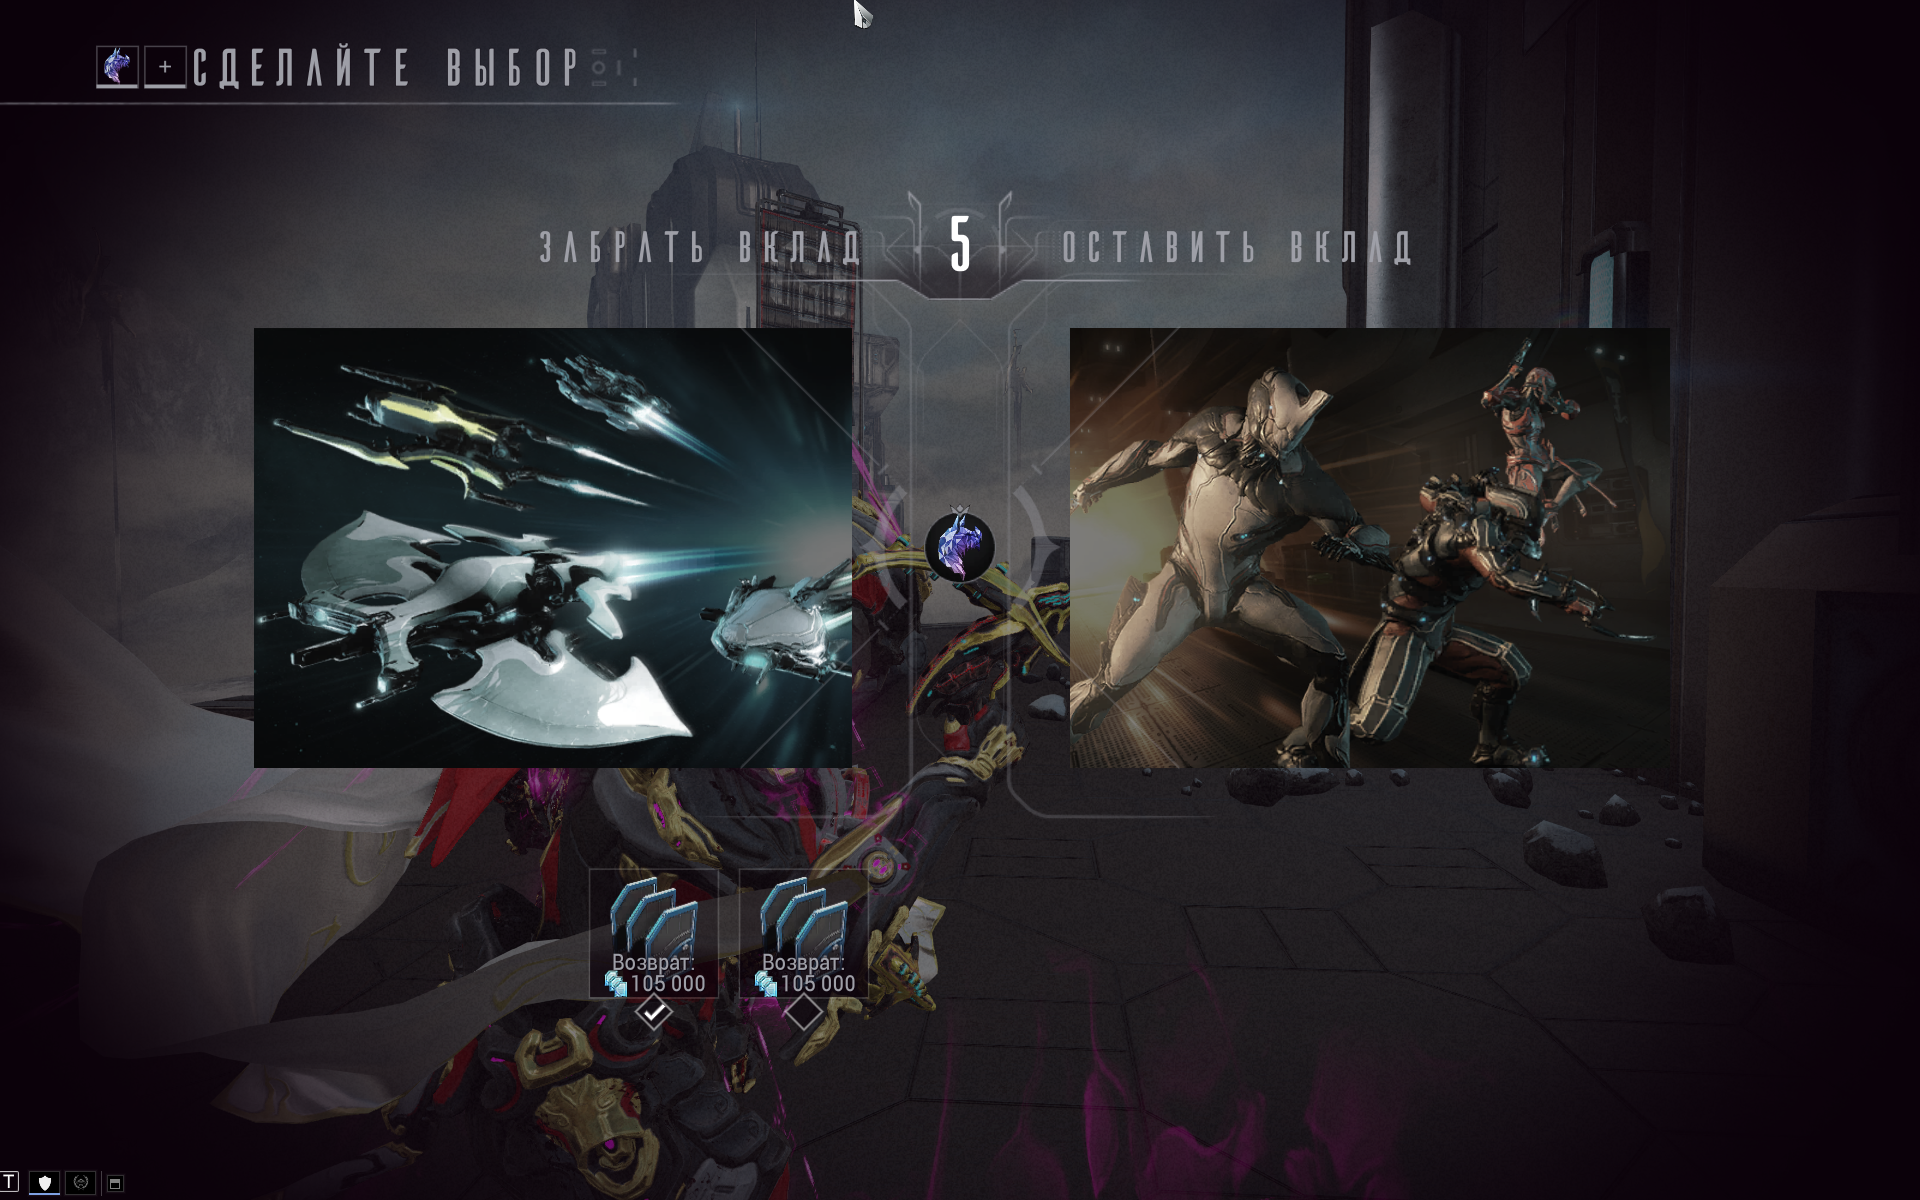 СДЕЛАЙТЕ ВЫБОР
ЗАБРАТЬ ВКЛАД
5
ОСТАВИТЬ ВКЛАД
Возврат:
105 000
Возврат:
105 000
T